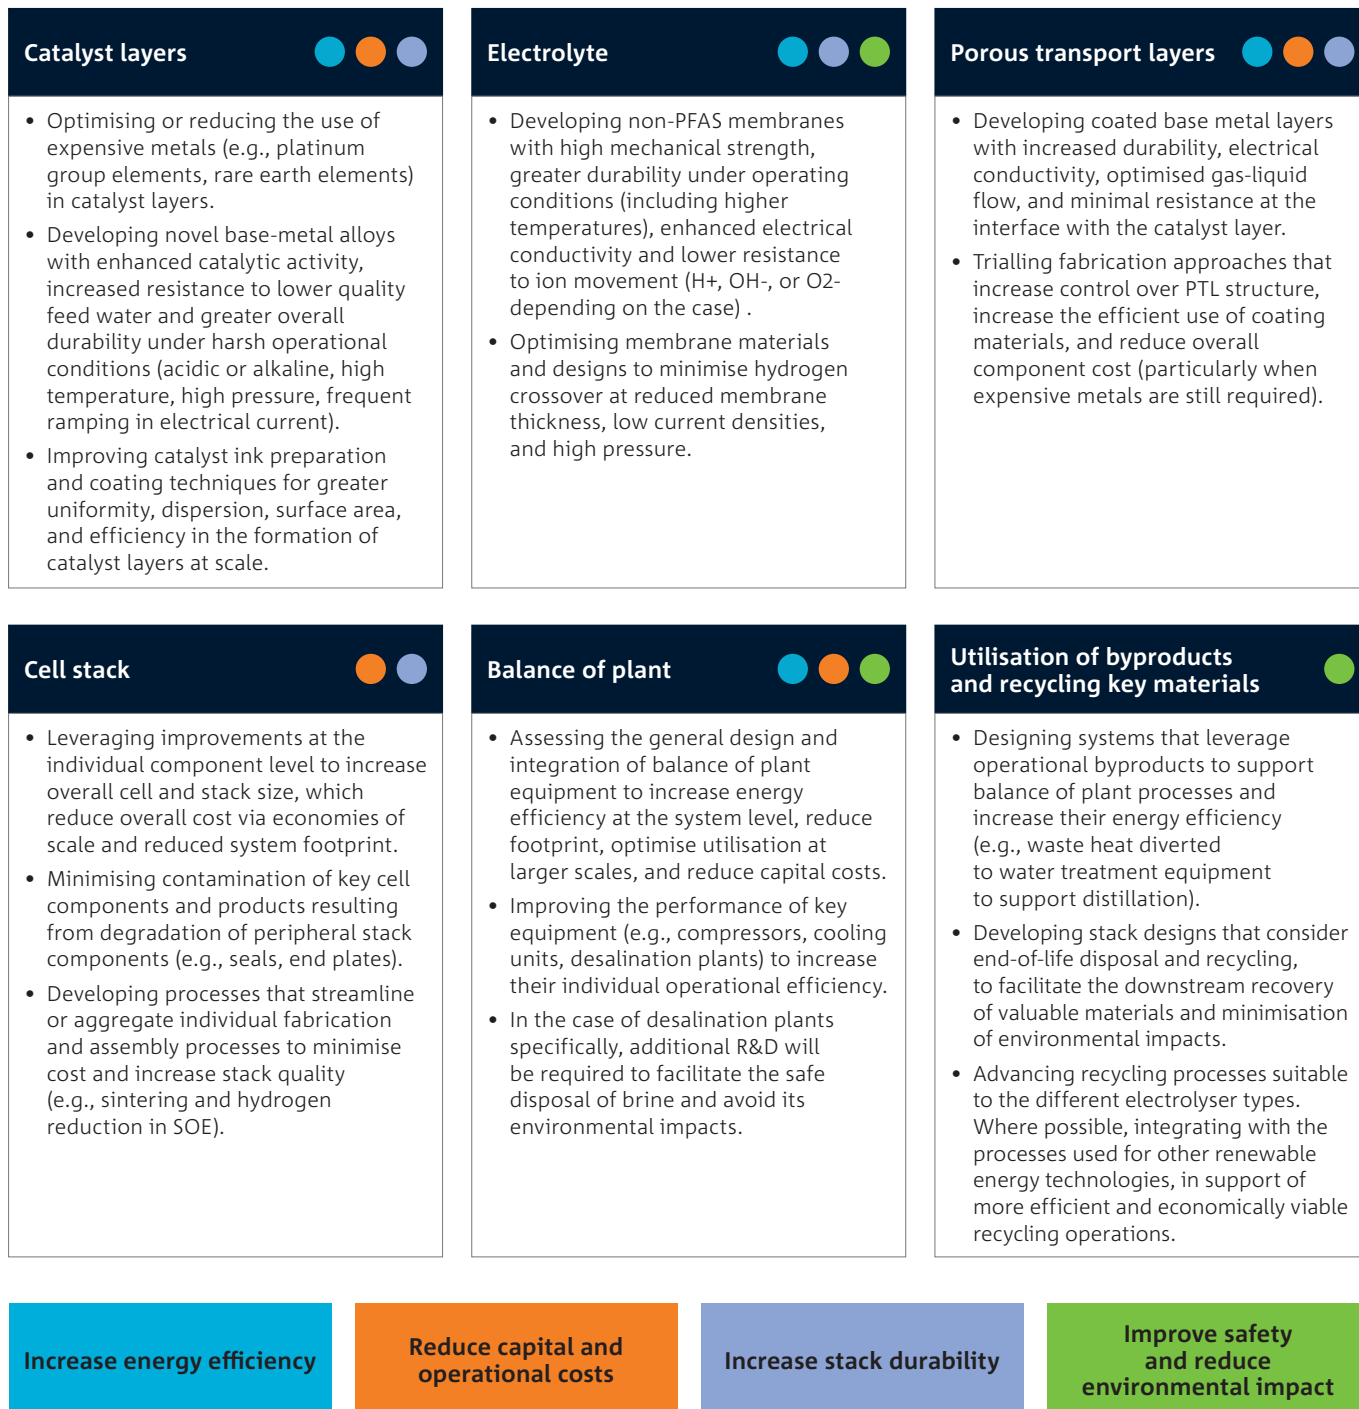 Catalyst layers
• Optimising or reducing the use of
expensive metals (e.g., platinum
group elements, rare earth elements)
in catalyst layers.
• Developing novel base-metal alloys
with enhanced catalytic activity,
increased resistance to lower quality
feed water and greater overall
durability under harsh operational
conditions (acidic or alkaline, high
temperature, high pressure, frequent
ramping in electrical current).
• Improving catalyst ink preparation
and coating techniques for greater
uniformity, dispersion, surface area,
and efficiency in the formation of
catalyst layers at scale.
Electrolyte
• Developing non-PFAS membranes
with high mechanical strength,
greater durability under operating
conditions (including higher
temperatures), enhanced electrical
conductivity and lower resistance
to ion movement (H+, OH-, or O2-
depending on the case) .
• Optimising membrane materials
and designs to minimise hydrogen
crossover at reduced membrane
thickness, low current densities,
and high pressure.
Porous transport layers
• Developing coated base metal layers
with increased durability, electrical
conductivity, optimised gas-liquid
flow, and minimal resistance at the
interface with the catalyst layer.
• Trialling fabrication approaches that
increase control over PTL structure,
increase the efficient use of coating
materials, and reduce overall
component cost (particularly when
expensive metals are still required).
Cell stack
• Leveraging improvements at the
individual component level to increase
overall cell and stack size, which
reduce overall cost via economies of
scale and reduced system footprint.
• Minimising contamination of key cell
components and products resulting
from degradation of peripheral stack
components (e.g., seals, end plates).
• Developing processes that streamline
or aggregate individual fabrication
and assembly processes to minimise
cost and increase stack quality
(e.g., sintering and hydrogen
reduction in SOE).
Balance of plant
• Assessing the general design and
integration of balance of plant
equipment to increase energy
efficiency at the system level, reduce
footprint, optimise utilisation at
larger scales, and reduce capital costs.
• Improving the performance of key
equipment (e.g., compressors, cooling
units, desalination plants) to increase
their individual operational efficiency.
• In the case of desalination plants
specifically, additional R&D will
be required to facilitate the safe
disposal of brine and avoid its
environmental impacts.
Utilisation of byproducts
and recycling key materials
• Designing systems that leverage
operational byproducts to support
balance of plant processes and
increase their energy efficiency
(e.g., waste heat diverted
to water treatment equipment
to support distillation).
• Developing stack designs that consider
end-of-life disposal and recycling,
to facilitate the downstream recovery
of valuable materials and minimisation
of environmental impacts.
• Advancing recycling processes suitable
to the different electrolyser types.
Where possible, integrating with the
processes used for other renewable
energy technologies, in support of
more efficient and economically viable
recycling operations.
Increase energy efficiency
Reduce capital and
operational costs
Increase stack durability
Improve safety
and reduce
environmental impact